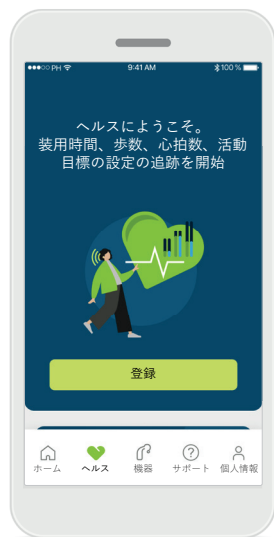 PH 9:41 AM 100%
ヘルスにようこそ。
装用時間、歩数、心拍数、活動
目標の設定の追跡を開始
登録
ホーム ヘルス 機器 サポート 個人情報